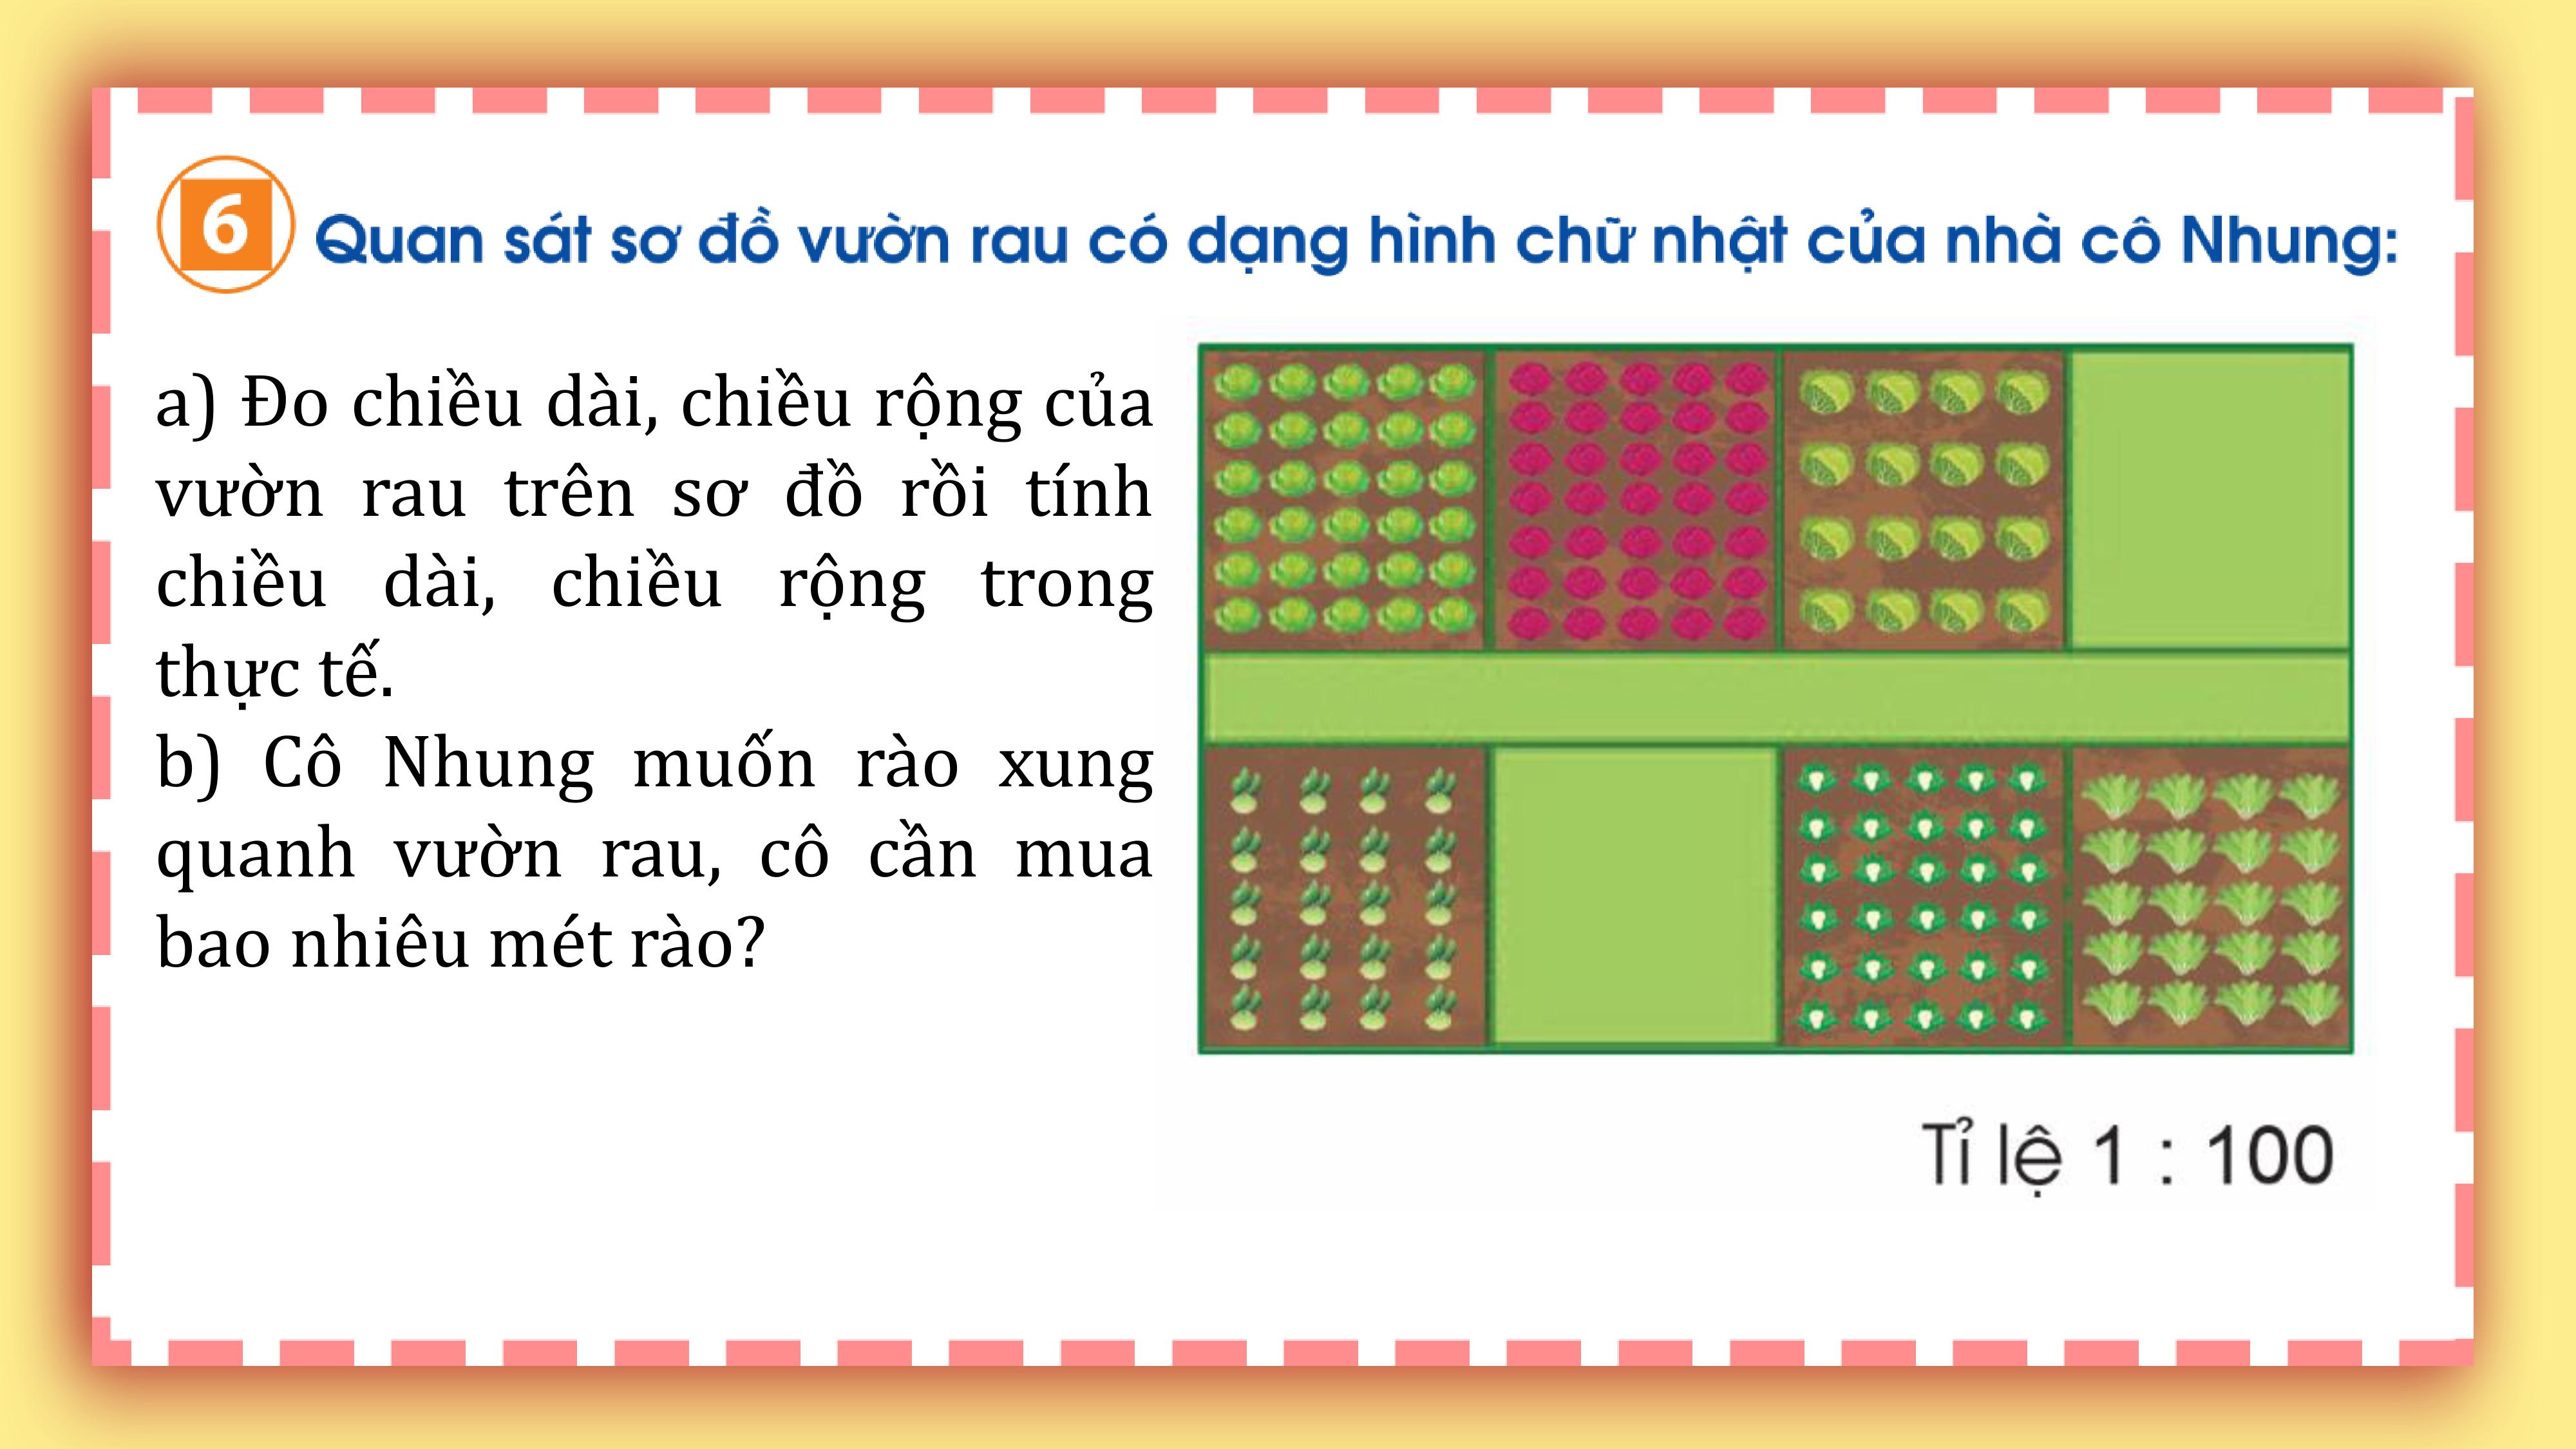 6 Quan sát sơ đồ vườn rau có dạng hình chữ nhật của nhà cô Nhung:
a) Đo chiều dài, chiều rộng của
vườn rau trên sơ đồ rồi tính
chiều dài, chiều rộng trong
thực tế.
b) Cô Nhung muốn rào xung
quanh vườn rau, cô cần mua
bao nhiêu mét rào?
Tỉ lệ 1 : 100